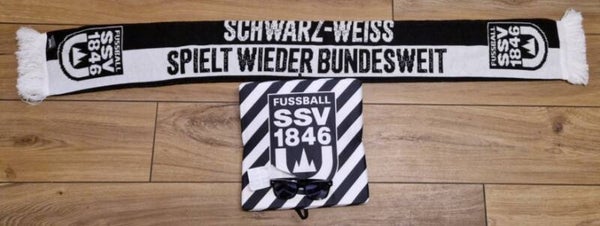 SCHWARZ-WEISS
SPIELT WIEDER BUNDESWEIT
FUSSBALL
SSV
1846
FUSSBALL
SSV
1846
FUSSBALL
SSV
1846